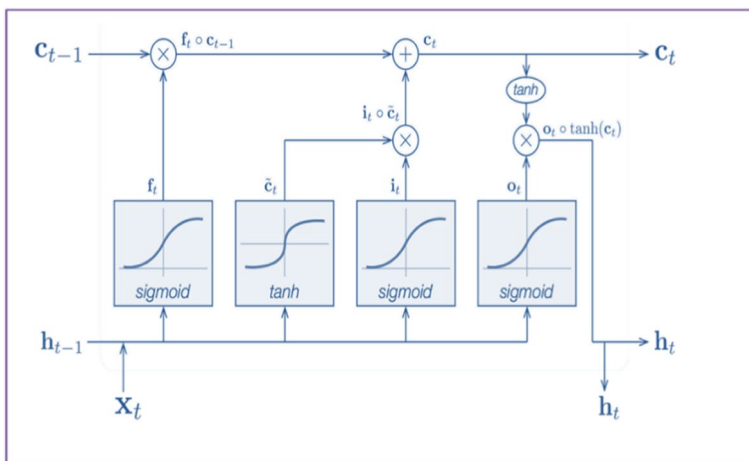 c_{t−1} f_t ∘ c_{t−1} c_t c_t
tanh
i_t ∘ c̃_t
o_t ∘ tanh(c_t)
f_t c̃_t i_t o_t
sigmoid tanh sigmoid sigmoid
h_{t−1} h_t
x_t h_t